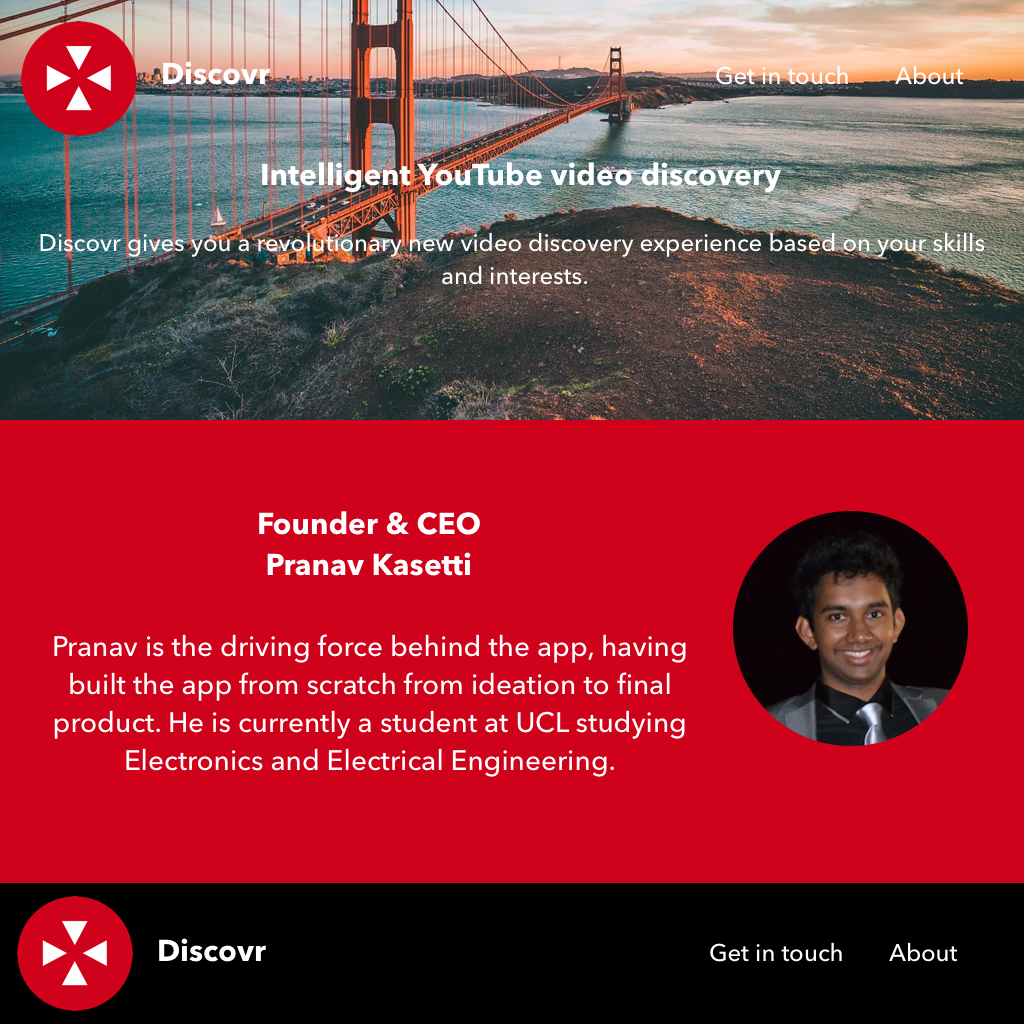 Discovr
Get in touch
About
Intelligent YouTube video discovery
Discovr gives you a revolutionary new video discovery experience based on your skills
and interests.
Founder & CEO
Pranav Kasetti
Pranav is the driving force behind the app, having
built the app from scratch from ideation to final
product. He is currently a student at UCL studying
Electronics and Electrical Engineering.
Discovr
Get in touch
About